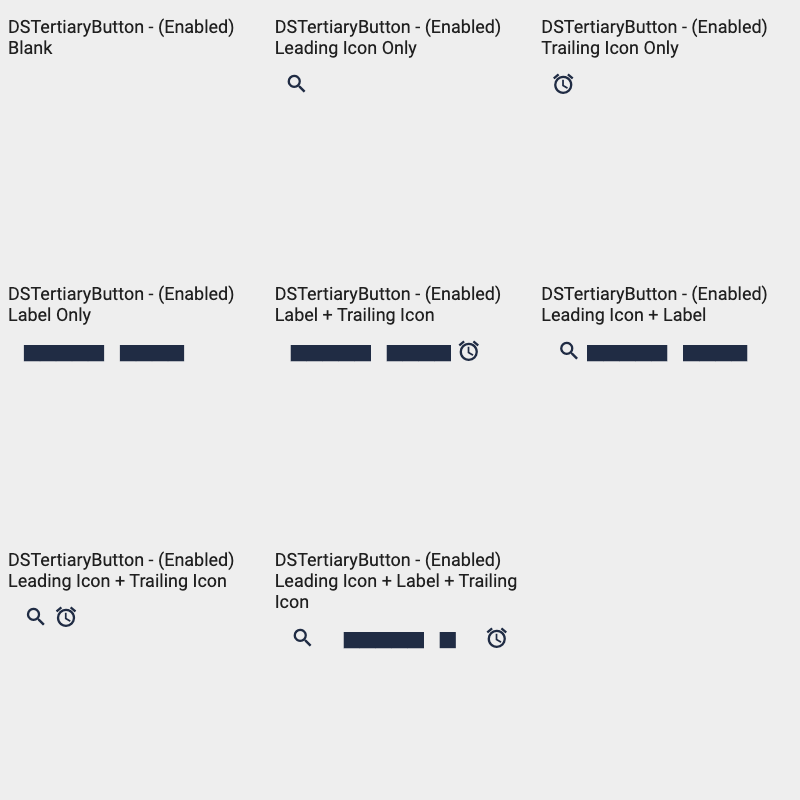 DSTertiaryButton - (Enabled)
Blank
DSTertiaryButton - (Enabled)
Leading Icon Only
DSTertiaryButton - (Enabled)
Trailing Icon Only
DSTertiaryButton - (Enabled)
Label Only
DSTertiaryButton - (Enabled)
Label + Trailing Icon
DSTertiaryButton - (Enabled)
Leading Icon + Label
DSTertiaryButton - (Enabled)
Leading Icon + Trailing Icon
DSTertiaryButton - (Enabled)
Leading Icon + Label + Trailing
Icon